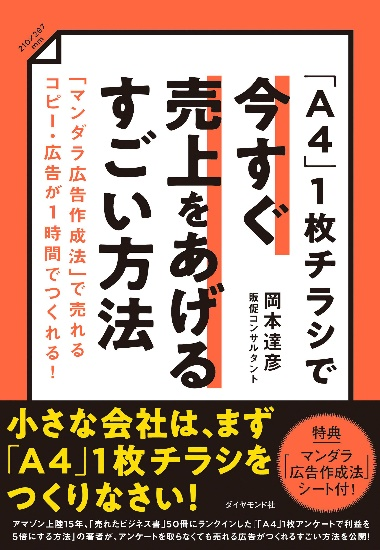 210/297
mm
「A4」1枚チラシで
今すぐ
売上をあげる
すごい方法
「マンダラ広告作成法」で売れる
コピー・広告が1時間でつくれる!
岡本達彦
販促コンサルタント
小さな会社は、まず
「A4」1枚チラシを
つくりなさい!
特典
マンダラ
「広告作成法」
シート付!
ダイヤモンド社
アマゾン上陸15年、「売れたビジネス書」50冊にランクインした「「A4」1枚アンケートで利益を
5倍にする方法」の著者が、アンケートを取らなくても売れる広告がつくれるすごい方法を公開!